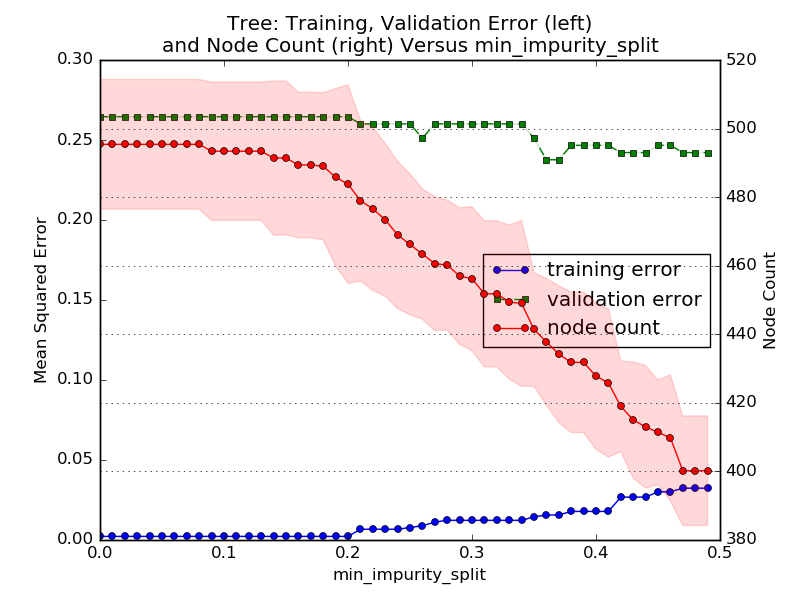 Tree: Training, Validation Error (left)
and Node Count (right) Versus min_impurity_split
0.30
0.25
0.20
0.15
0.10
0.05
0.00
Mean Squared Error
520
500
480
460
440
420
400
380
Node Count
training error
validation error
node count
0.0 0.1 0.2 0.3 0.4 0.5
min_impurity_split